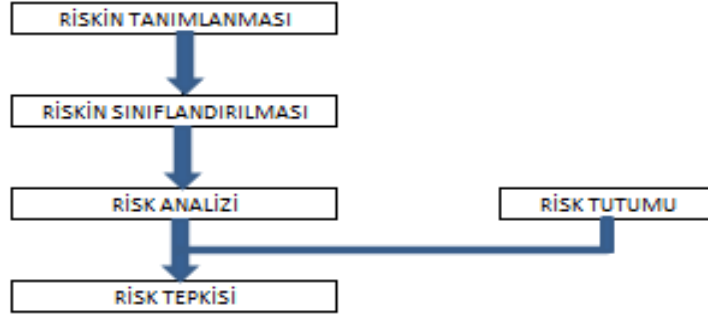 RİSKİN TANIMLANMASI
RİSKİN SINIFLANDIRILMASI
RİSK ANALİZİ
RİSK TUTUMU
RİSK TEPKİSİ